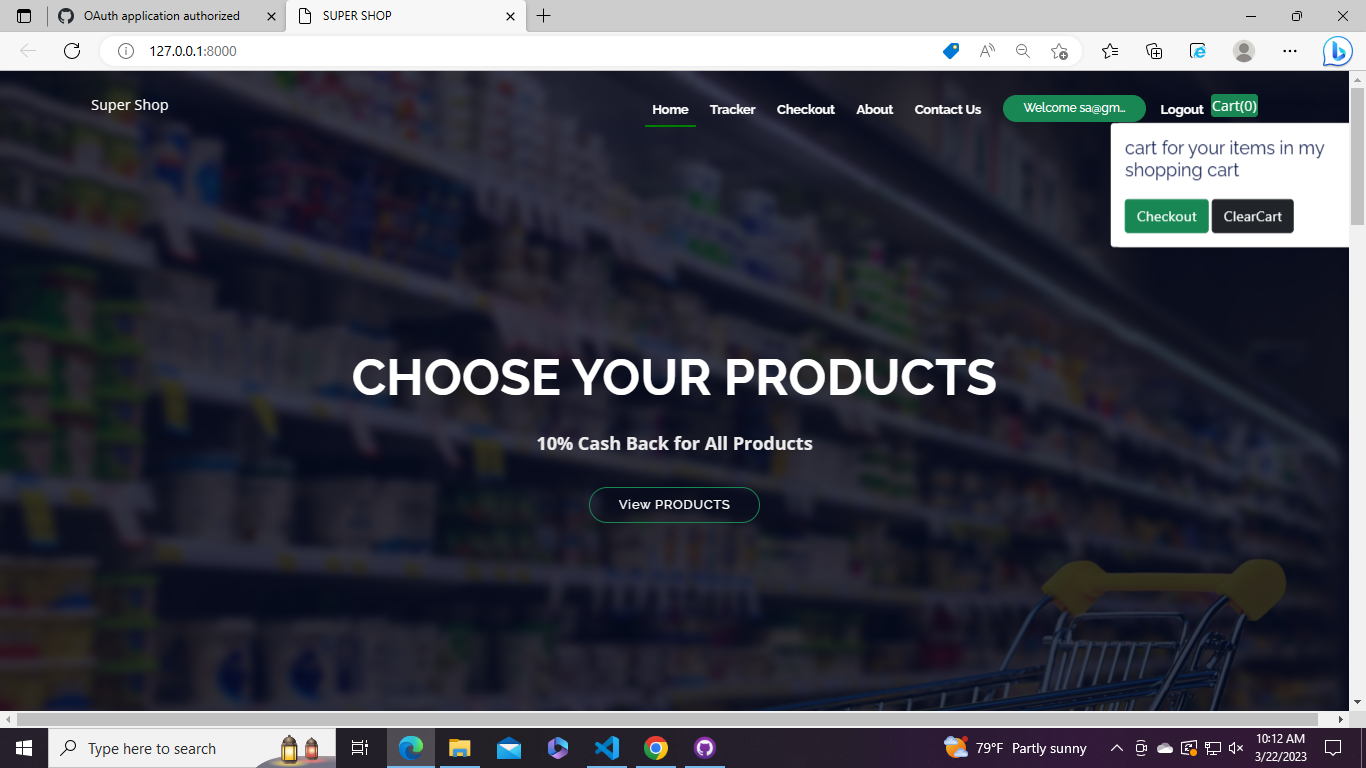 OAuth application authorized
SUPER SHOP
127.0.0.1:8000
Super Shop
Home
Tracker
Checkout
About
Contact Us
Welcome sa@gm...
Logout
Cart(0)
cart for your items in my
shopping cart
Checkout
ClearCart
CHOOSE YOUR PRODUCTS
10% Cash Back for All Products
View PRODUCTS
Type here to search
79°F Partly sunny
10:12 AM
3/22/2023